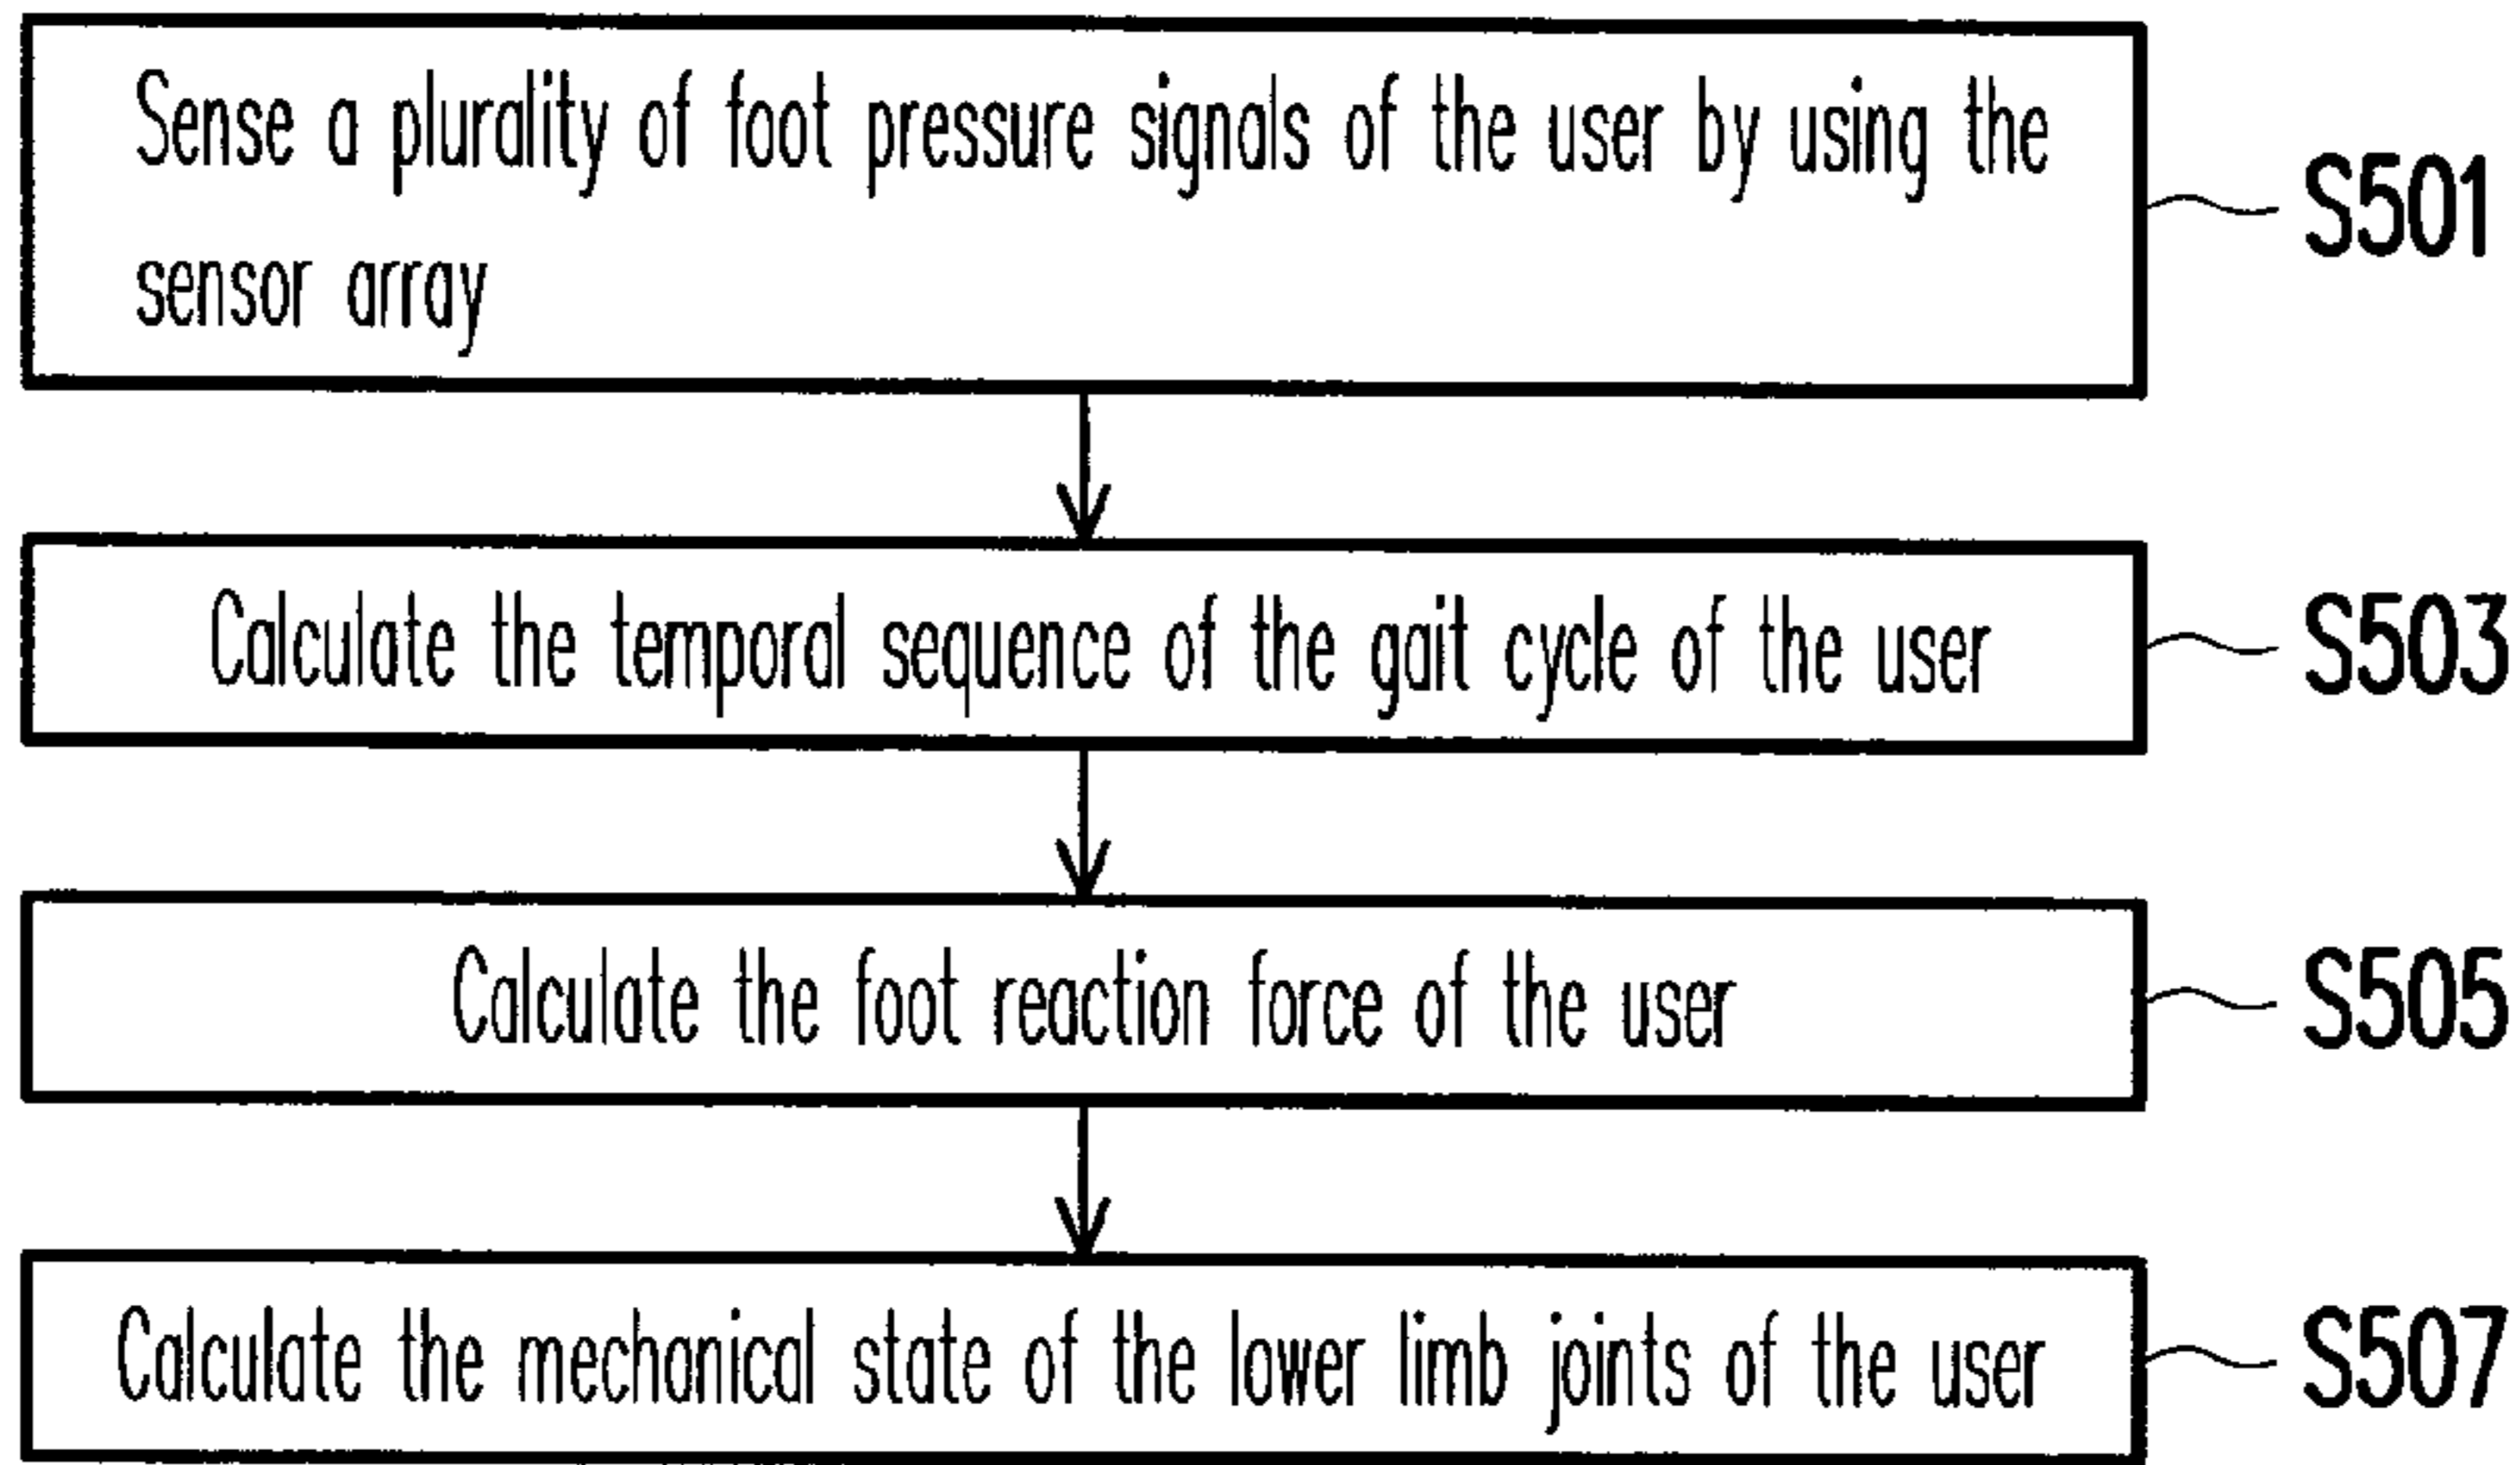 Sense a plurality of foot pressure signals of the user by using the
sensor array
S501
Calculate the temporal sequence of the gait cycle of the user
S503
Calculate the foot reaction force of the user
S505
Calculate the mechanical state of the lower limb joints of the user
S507